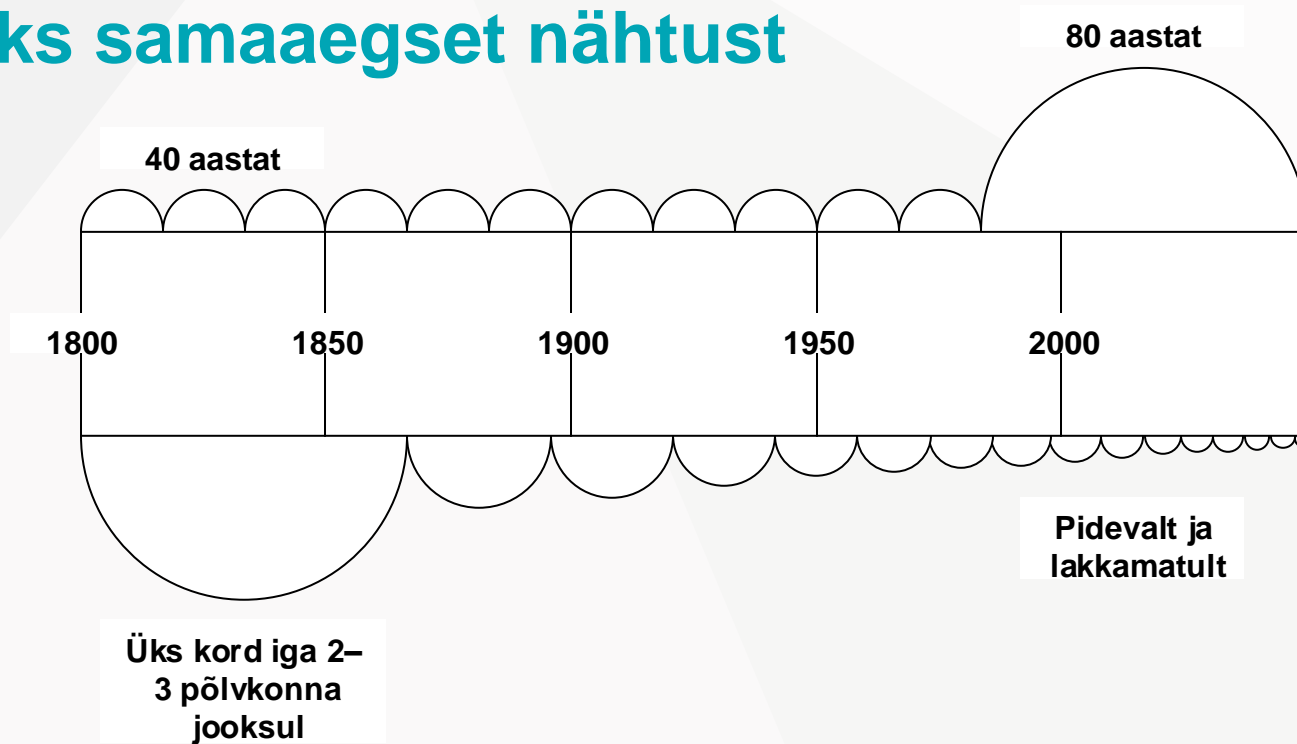 ks samaaegset nähtust
80 aastat
40 aastat
1800 1850 1900 1950 2000
Pidevalt ja
lakkamatult
Üks kord iga 2–
3 põlvkonna
jooksul